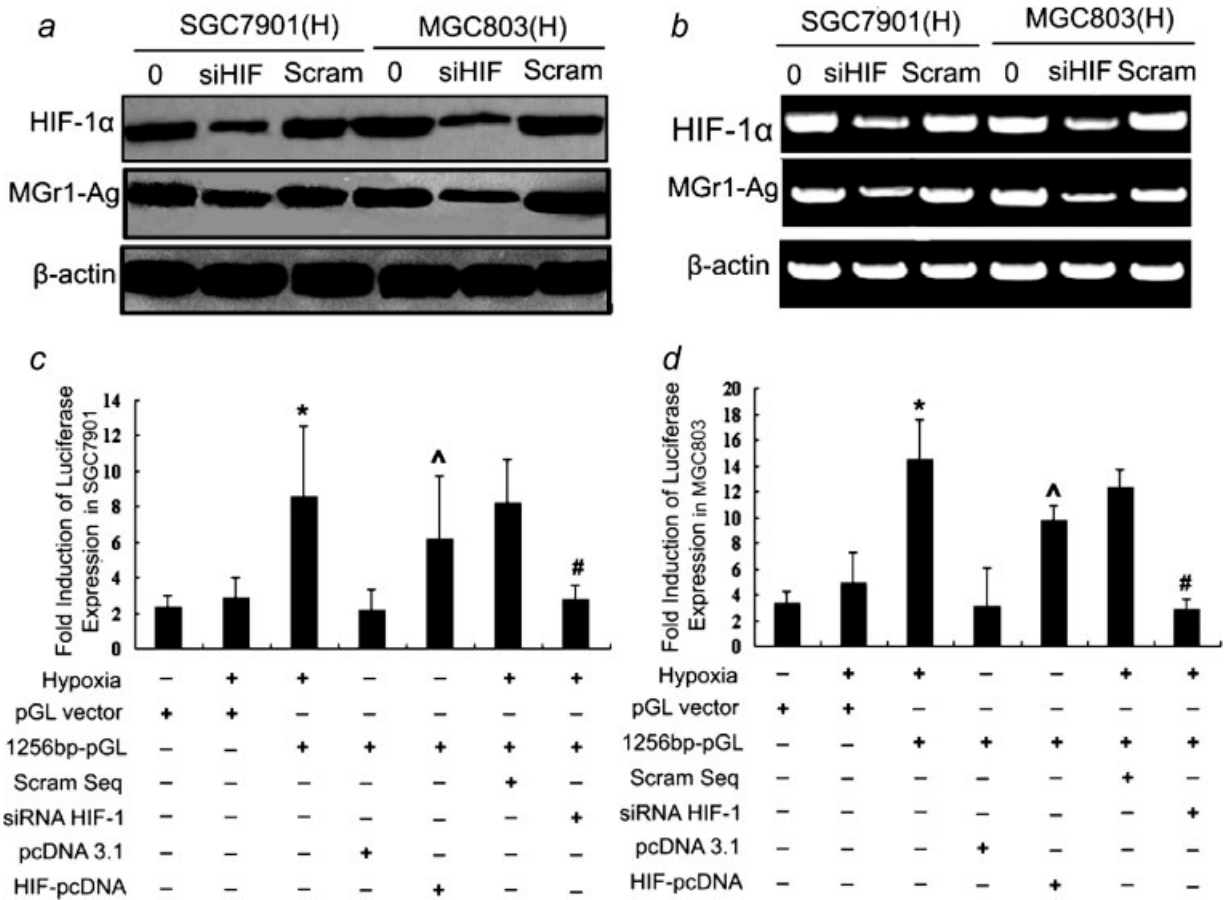 a
SGC7901(H) MGC803(H)
0 siHIF Scram 0 siHIF Scram
HIF-1α
MGr1-Ag
β-actin
b
SGC7901(H) MGC803(H)
0 siHIF Scram 0 siHIF Scram
HIF-1α
MGr1-Ag
β-actin
c
Fold Induction of Luciferase
Expression in SGC7901
14
12
10
8
6
4
2
0
* ^ #
Hypoxia − + + − − + +
pGL vector + + − − − − −
1256bp-pGL − − + + + + +
Scram Seq − − − − − + −
siRNA HIF-1 − − − − − − +
pcDNA 3.1 − − − + − − −
HIF-pcDNA − − − − + − −
d
Fold Induction of Luciferase
Expression in MGC803
20
18
16
14
12
10
8
6
4
2
0
* ^ #
Hypoxia − + + − − + +
pGL vector + + − − − − −
1256bp-pGL − − + + + + +
Scram Seq − − − − − + −
siRNA HIF-1 − − − − − − +
pcDNA 3.1 − − − + − − −
HIF-pcDNA − − − − + − −